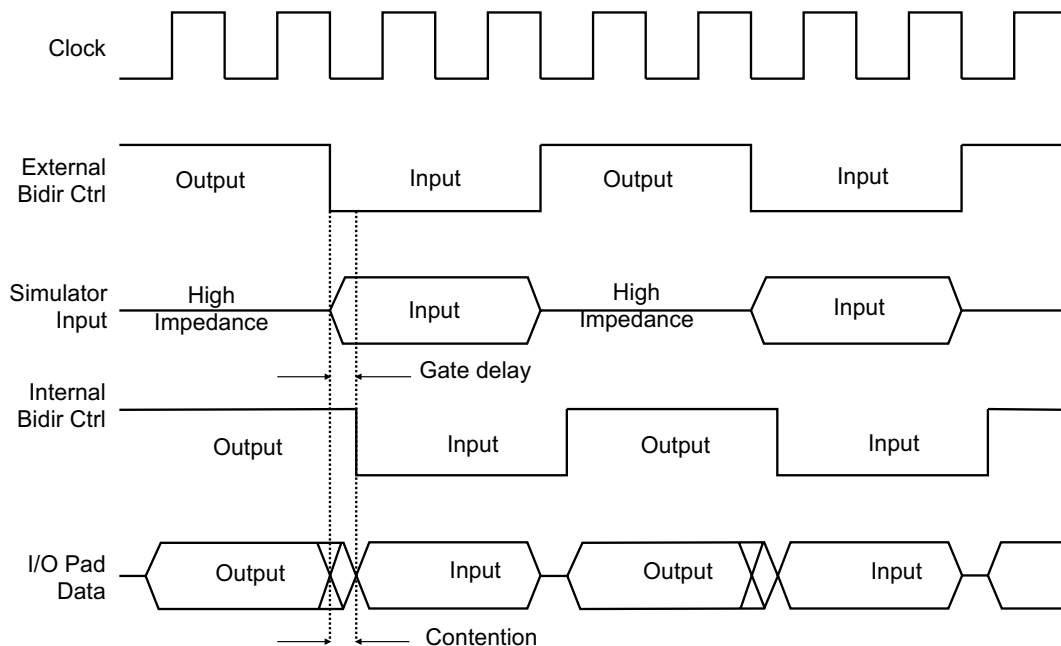 Clock
External
Bidir Ctrl
Output
Input
Output
Input
Simulator
Input
High
Impedance
Input
High
Impedance
Input
Gate delay
Internal
Bidir Ctrl
Output
Input
Output
Input
I/O Pad
Data
Output
Input
Output
Input
Contention